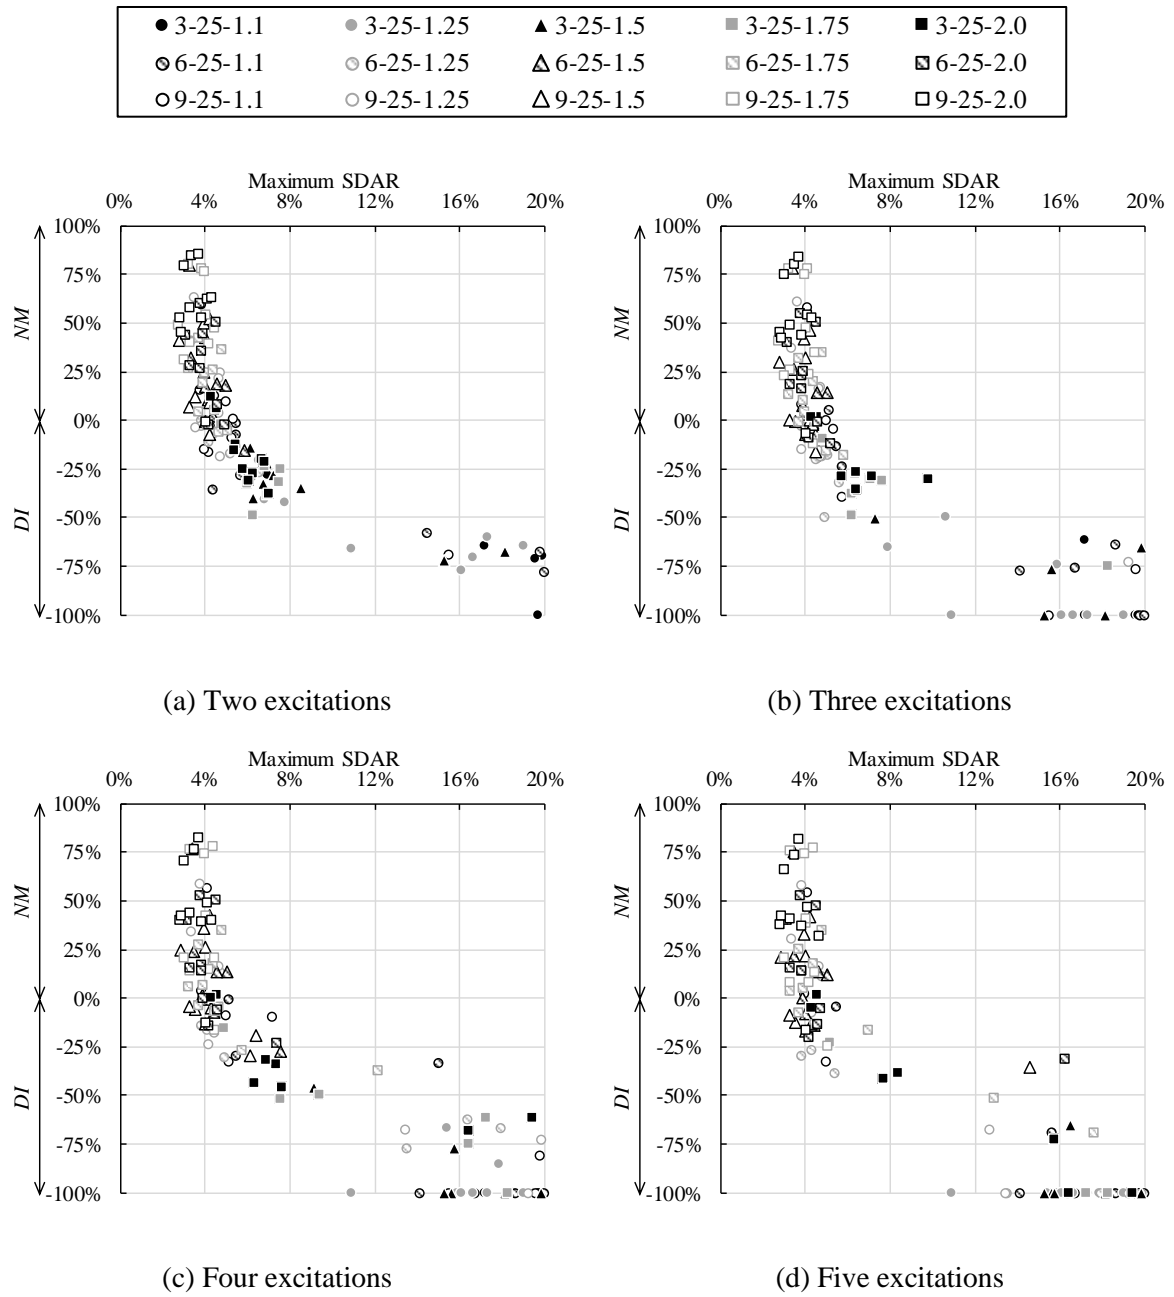 3-25-1.1 3-25-1.25 3-25-1.5 3-25-1.75 3-25-2.0
6-25-1.1 6-25-1.25 6-25-1.5 6-25-1.75 6-25-2.0
9-25-1.1 9-25-1.25 9-25-1.5 9-25-1.75 9-25-2.0
Maximum SDAR
0% 4% 8% 12% 16% 20%
100%
75%
50%
25%
0%
-25%
-50%
-75%
-100%
NM
DI
(a) Two excitations
Maximum SDAR
0% 4% 8% 12% 16% 20%
100%
75%
50%
25%
0%
-25%
-50%
-75%
-100%
NM
DI
(b) Three excitations
Maximum SDAR
0% 4% 8% 12% 16% 20%
100%
75%
50%
25%
0%
-25%
-50%
-75%
-100%
NM
DI
(c) Four excitations
Maximum SDAR
0% 4% 8% 12% 16% 20%
100%
75%
50%
25%
0%
-25%
-50%
-75%
-100%
NM
DI
(d) Five excitations